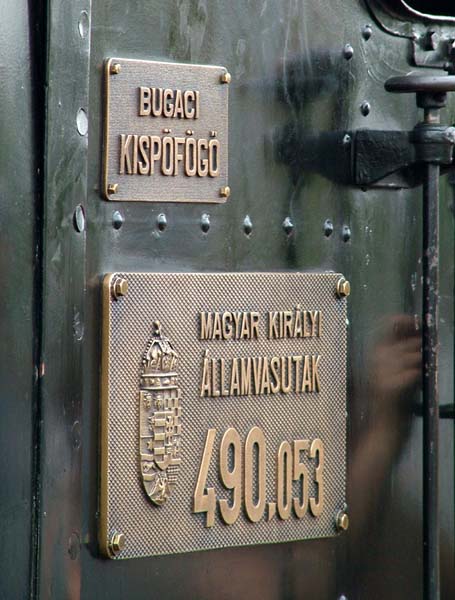 BUGACI
KISPÖFÖGŐ
MAGYAR KIRÁLYI
ÁLLAMVASUTAK
490,053